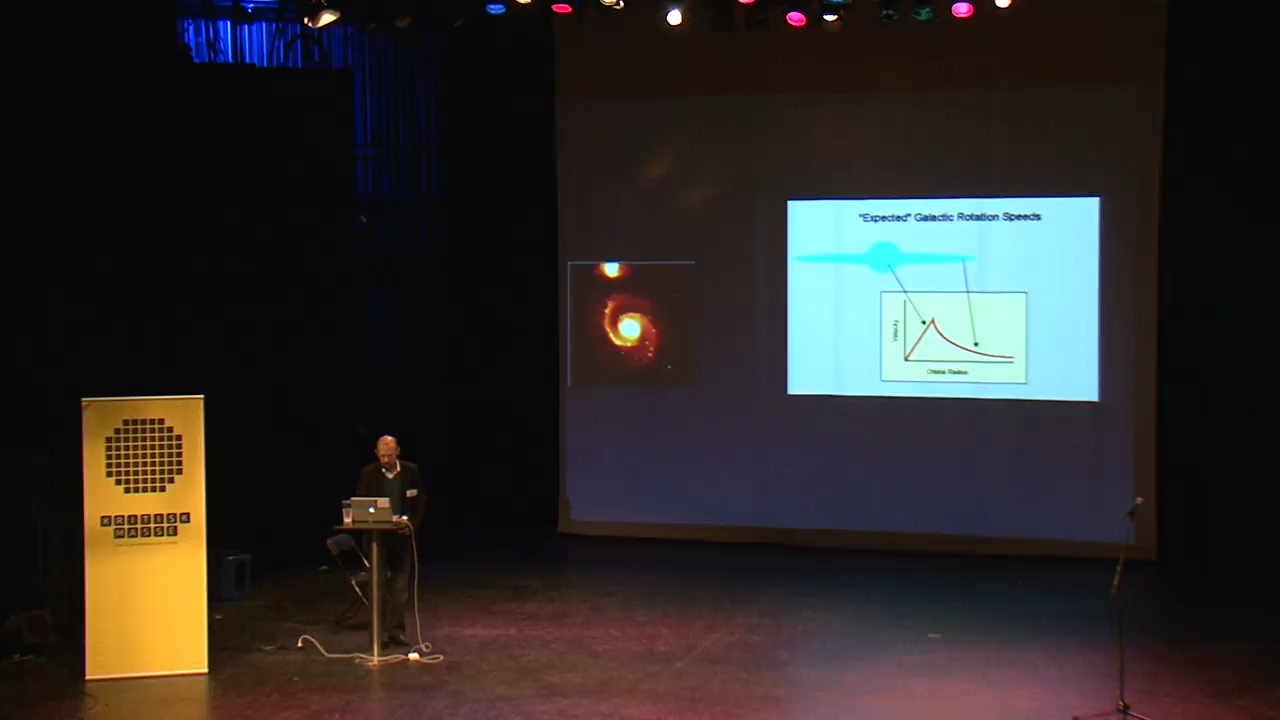 "Expected" Galactic Rotation Speeds
Velocity
Orbital Radius
KRITISK
MASSE